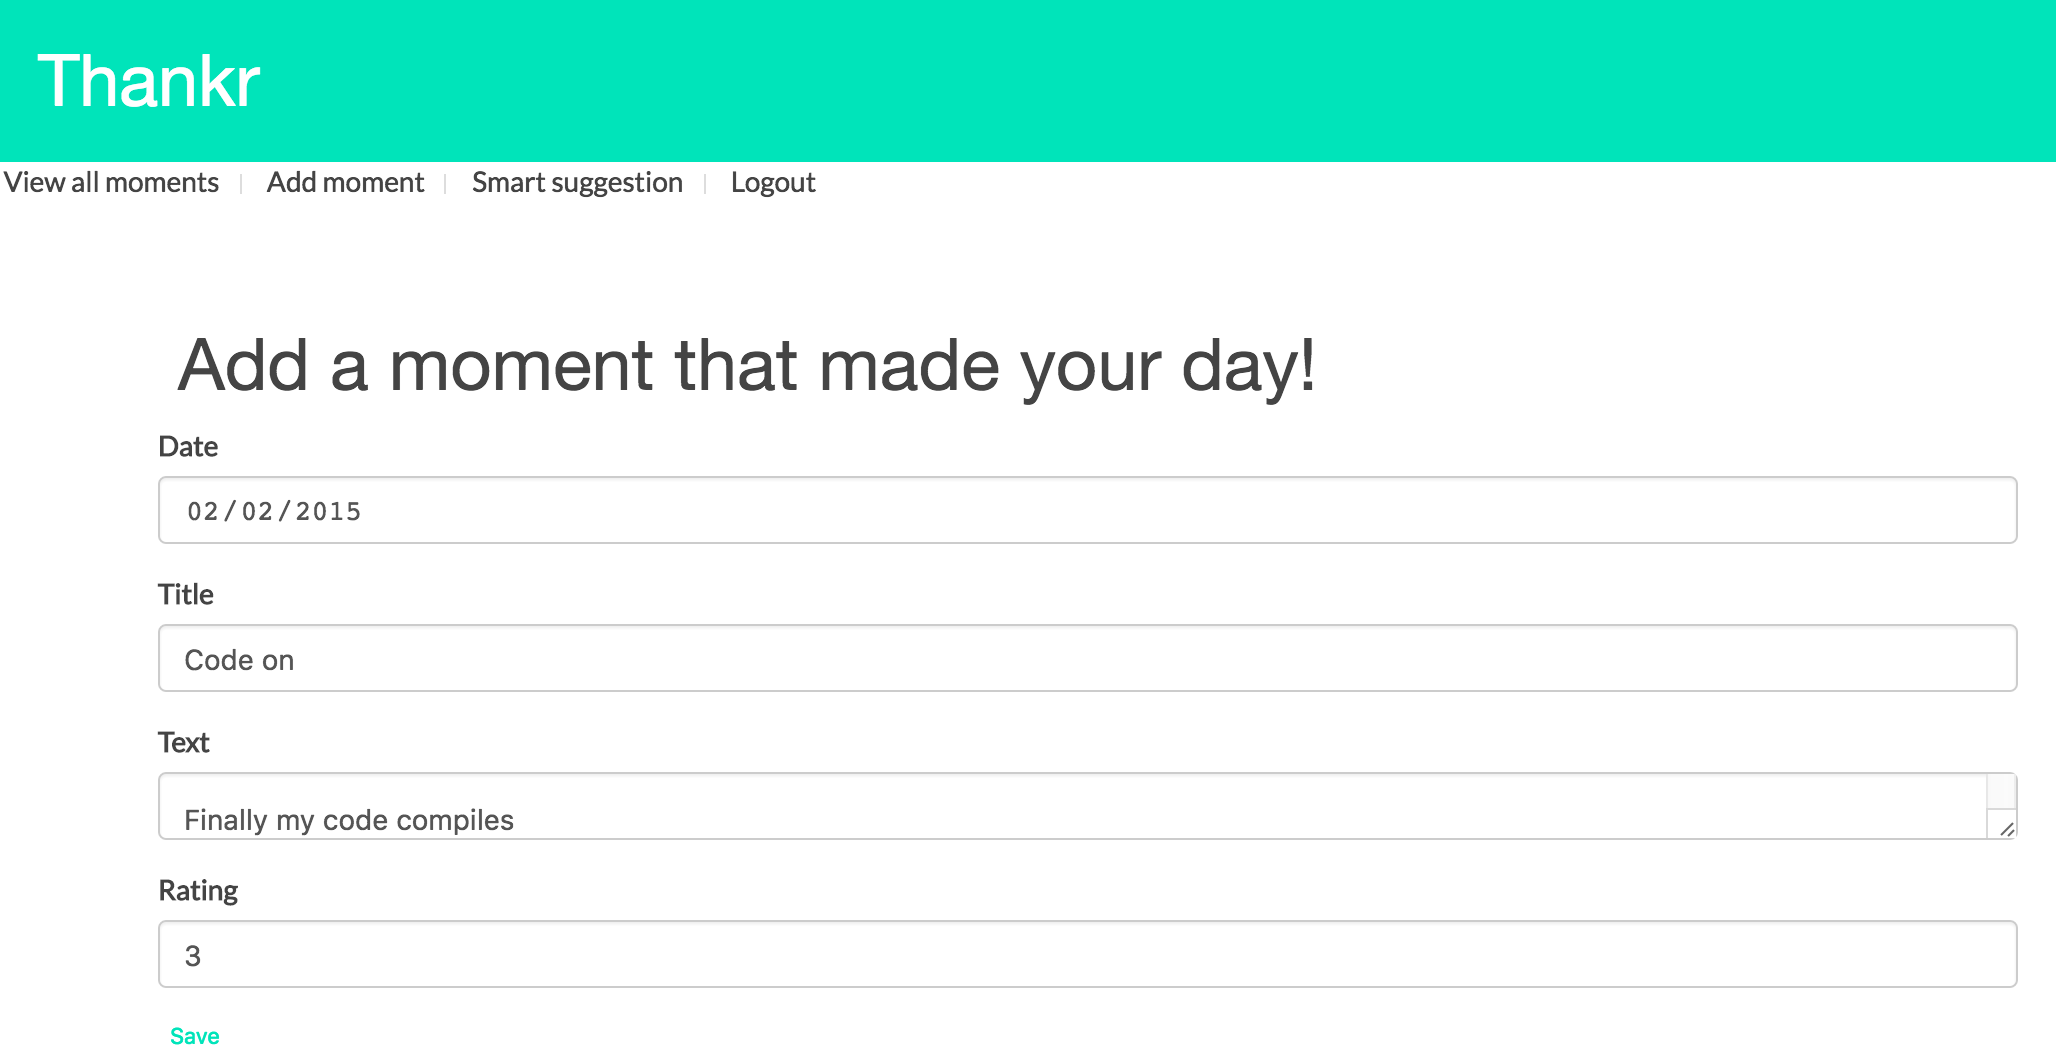 Thankr
View all moments | Add moment | Smart suggestion | Logout
Add a moment that made your day!
Date
02/02/2015
Title
Code on
Text
Finally my code compiles
Rating
3
Save